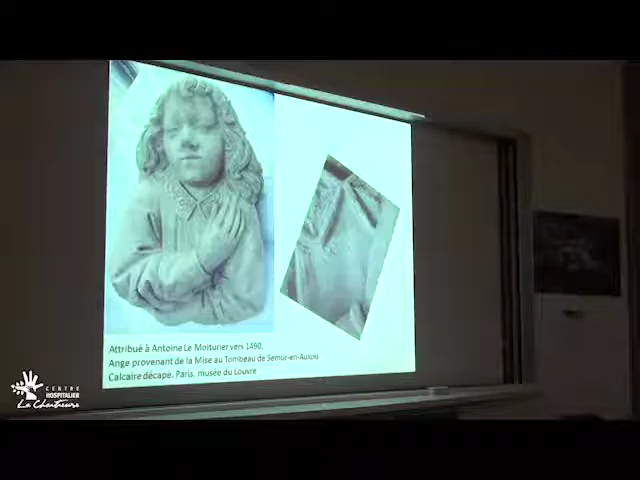 Attribué à Antoine Le Moiturier vers 1490.
Ange provenant de la Mise au Tombeau de Semur-en-Auxois
Calcaire décapé. Paris, musée du Louvre
CENTRE
HOSPITALIER
La Chartreuse